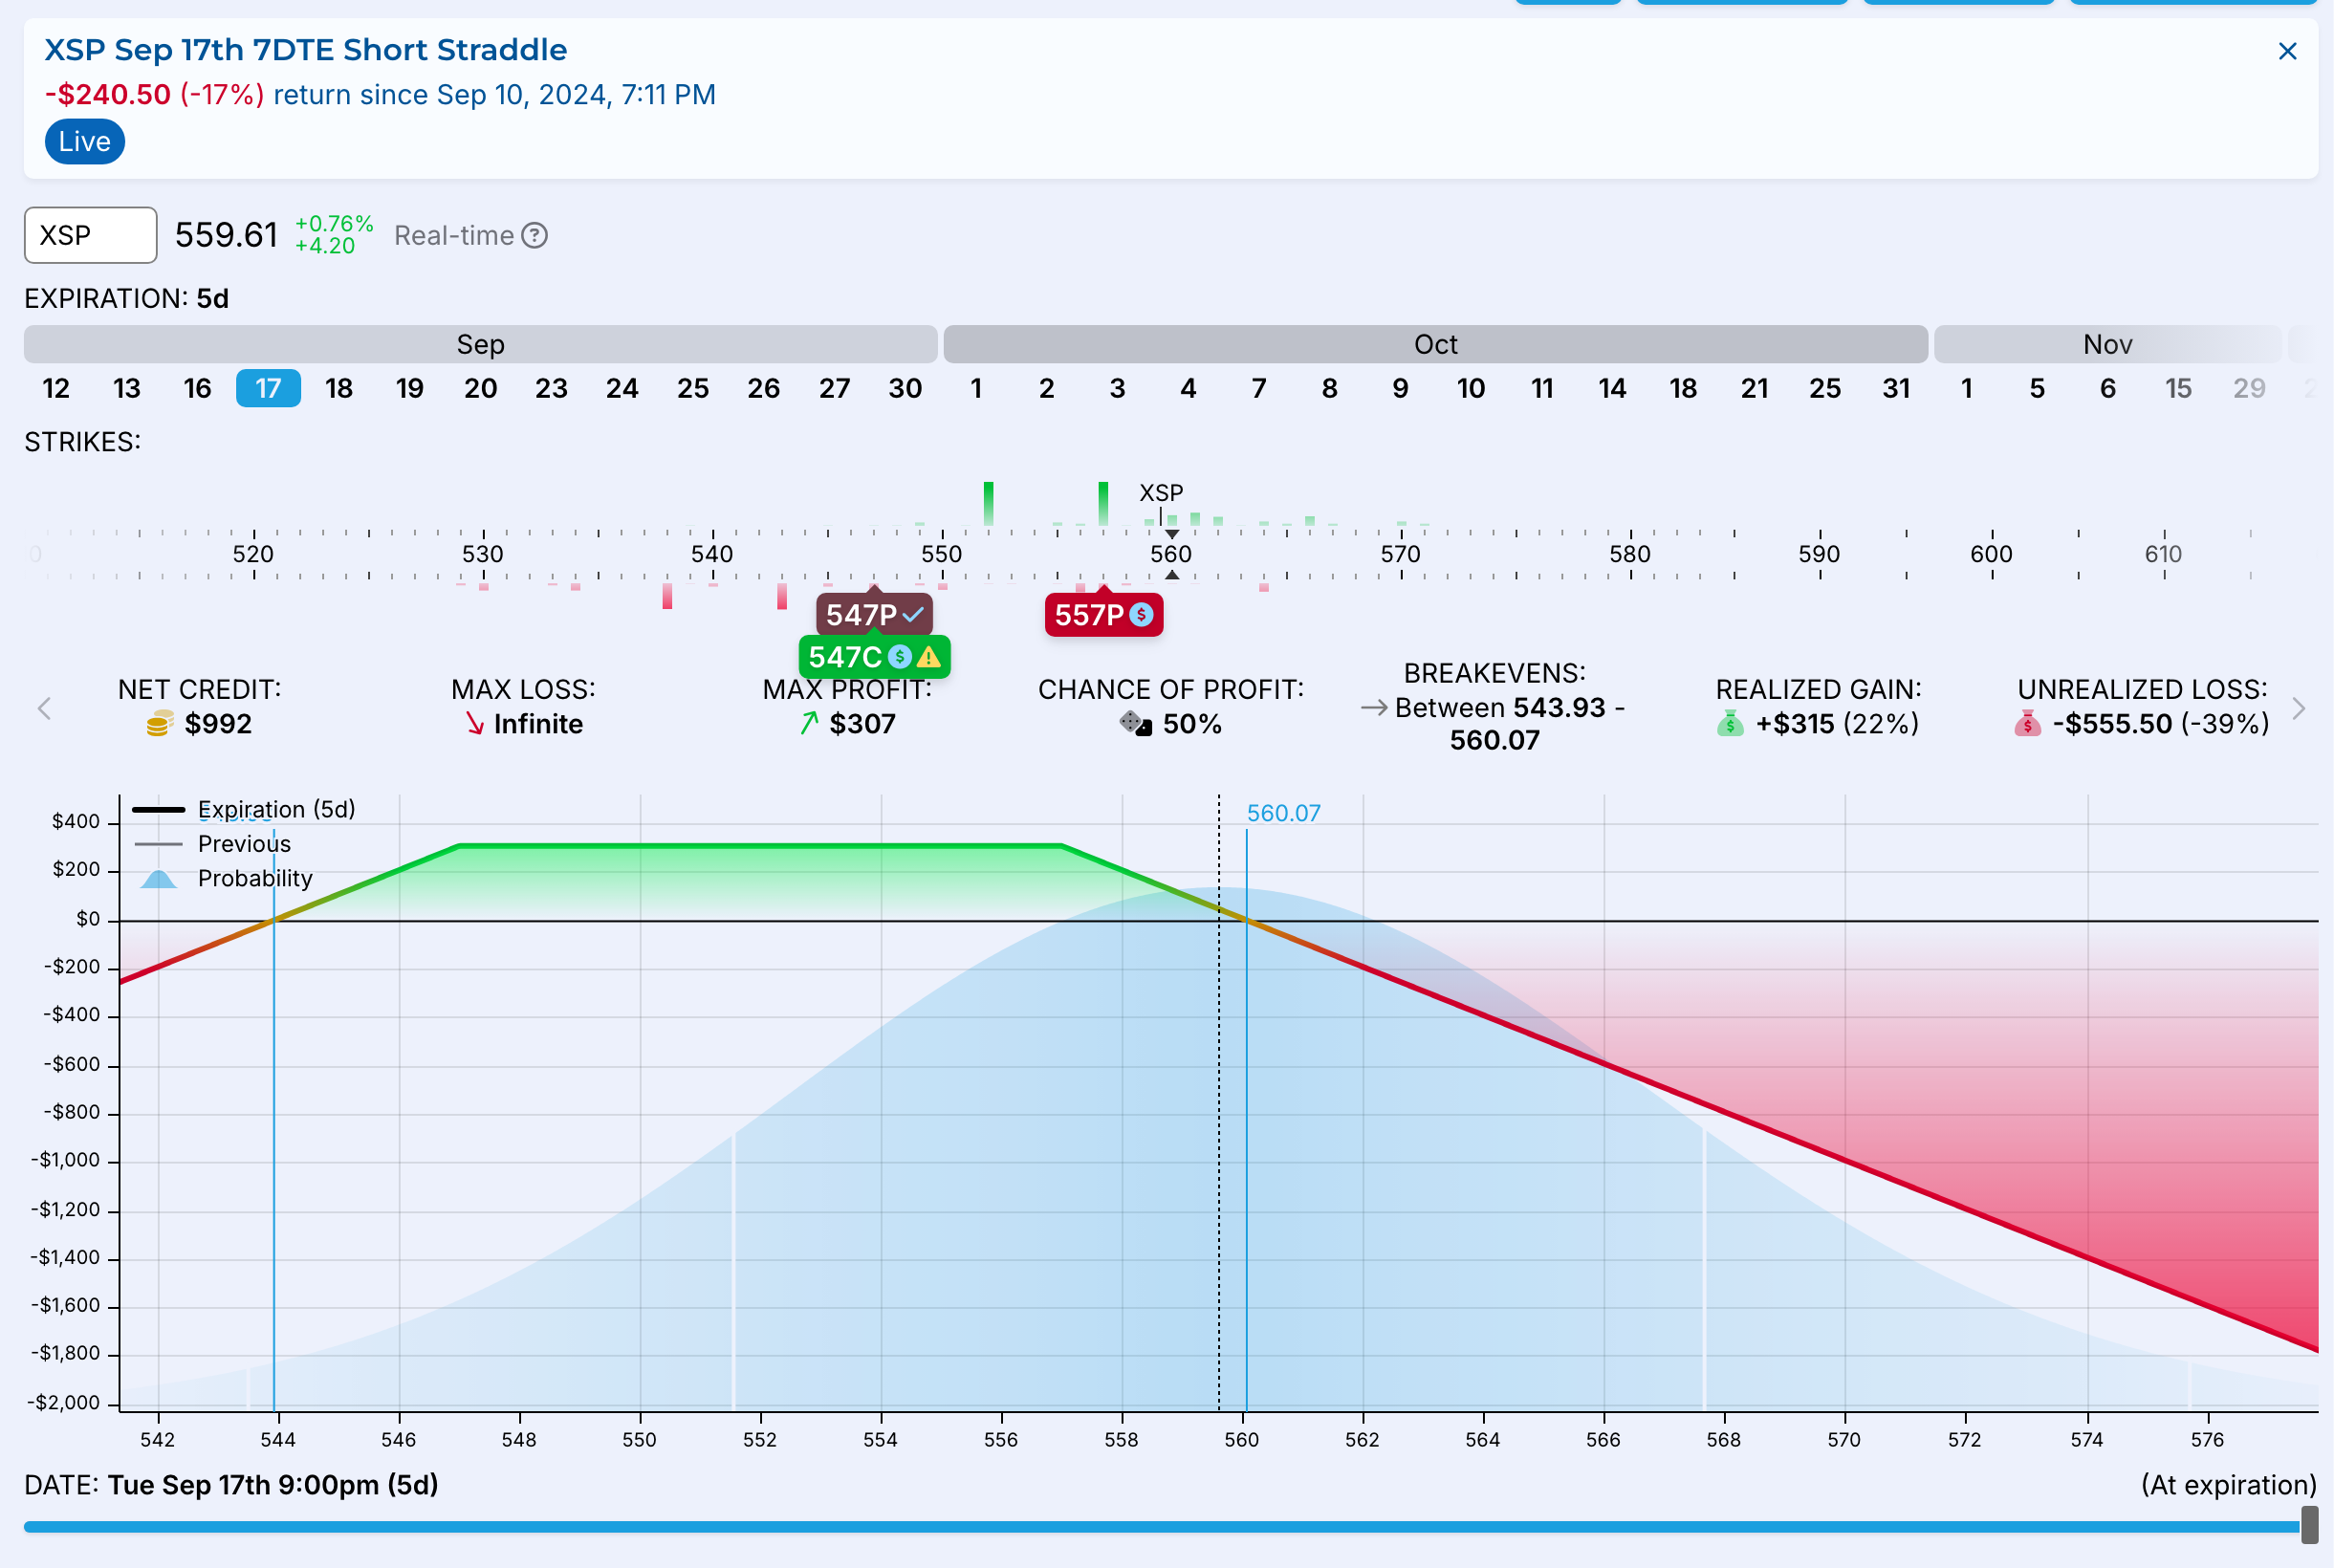 XSP Sep 17th 7DTE Short Straddle
-$240.50 (-17%) return since Sep 10, 2024, 7:11 PM
Live
XSP 559.61 +0.76% +4.20 Real-time ?
EXPIRATION: 5d
Sep Oct Nov
12 13 16 17 18 19 20 23 24 25 26 27 30 1 2 3 4 7 8 9 10 11 14 18 21 25 31 1 5 6 15 29
STRIKES:
XSP
520 530 540 550 560 570 580 590 600 610
547P 557P $
547C $
NET CREDIT: MAX LOSS: MAX PROFIT: CHANCE OF PROFIT: BREAKEVENS: REALIZED GAIN: UNREALIZED LOSS:
$992 Infinite $307 50% Between 543.93 - 560.07 +$315 (22%) -$555.50 (-39%)
Expiration (5d)
Previous
Probability
560.07
$400
$200
$0
-$200
-$400
-$600
-$800
-$1,000
-$1,200
-$1,400
-$1,600
-$1,800
-$2,000
542 544 546 548 550 552 554 556 558 560 562 564 566 568 570 572 574 576
DATE: Tue Sep 17th 9:00pm (5d) (At expiration)